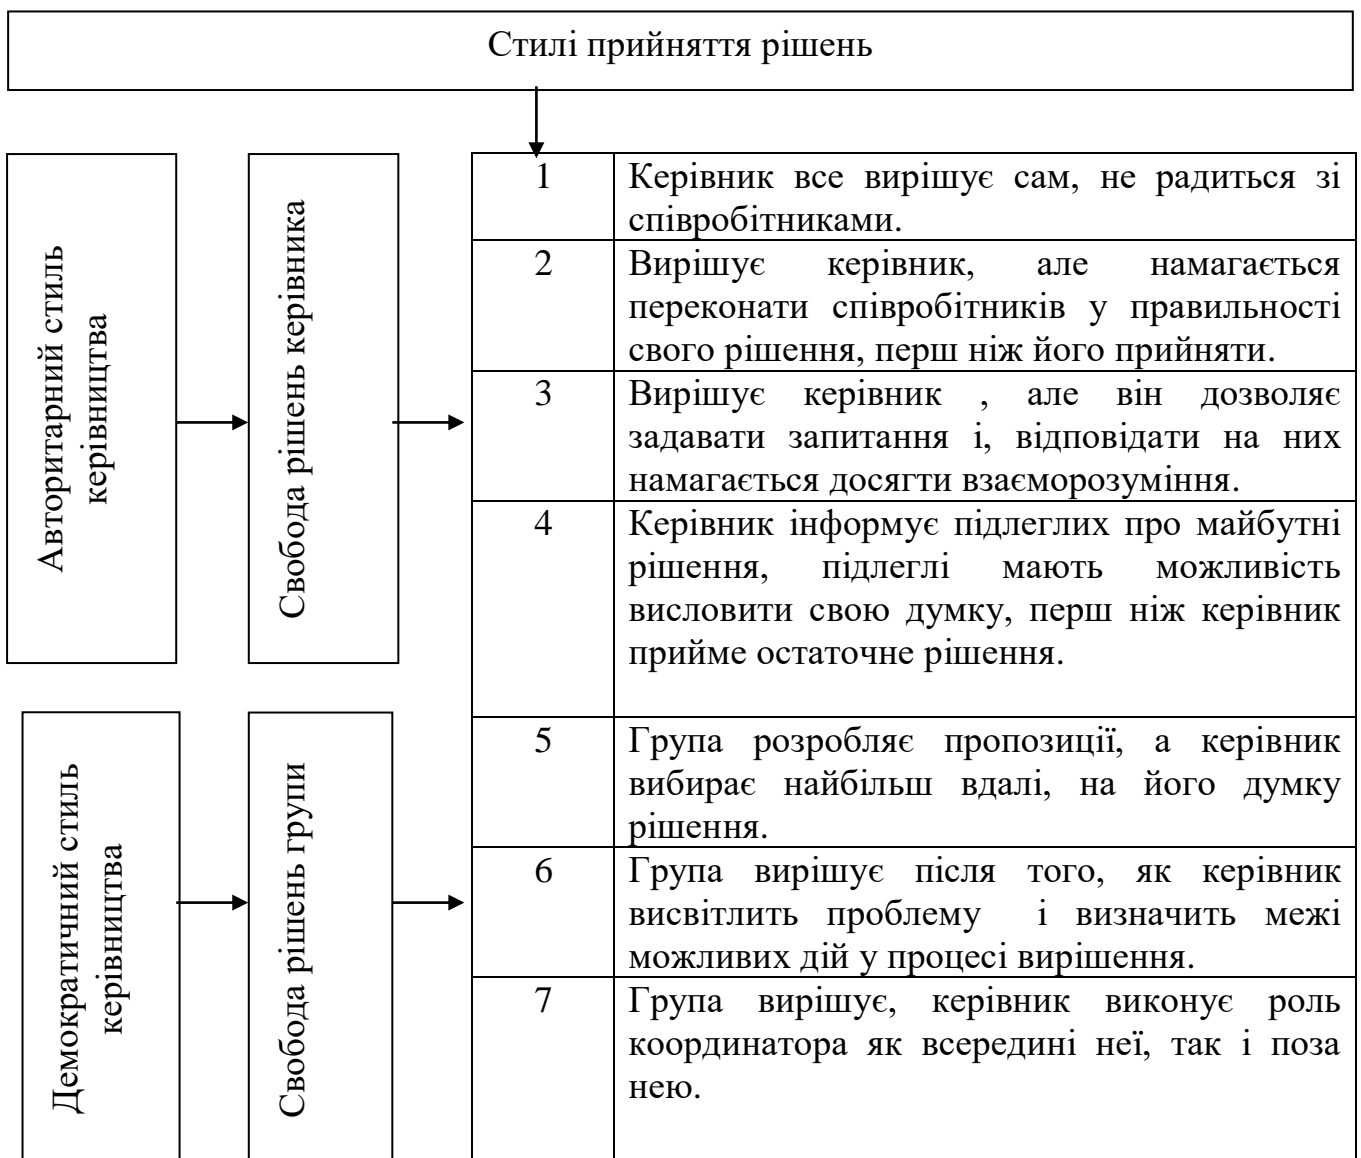 Стилі прийняття рішень
Авторитарний стиль
керівництва
Свобода рішень керівника
1
Керівник все вирішує сам, не радиться зі
співробітниками.
2
Вирішує керівник, але намагається
переконати співробітників у правильності
свого рішення, перш ніж його прийняти.
3
Вирішує керівник , але він дозволяє
задавати запитання і, відповідати на них
намагається досягти взаєморозуміння.
4
Керівник інформує підлеглих про майбутні
рішення, підлеглі мають можливість
висловити свою думку, перш ніж керівник
прийме остаточне рішення.
Демократичний стиль
керівництва
Свобода рішень групи
5
Група розробляє пропозиції, а керівник
вибирає найбільш вдалі, на його думку
рішення.
6
Група вирішує після того, як керівник
висвітлить проблему і визначить межі
можливих дій у процесі вирішення.
7
Група вирішує, керівник виконує роль
координатора як всередині неї, так і поза
нею.